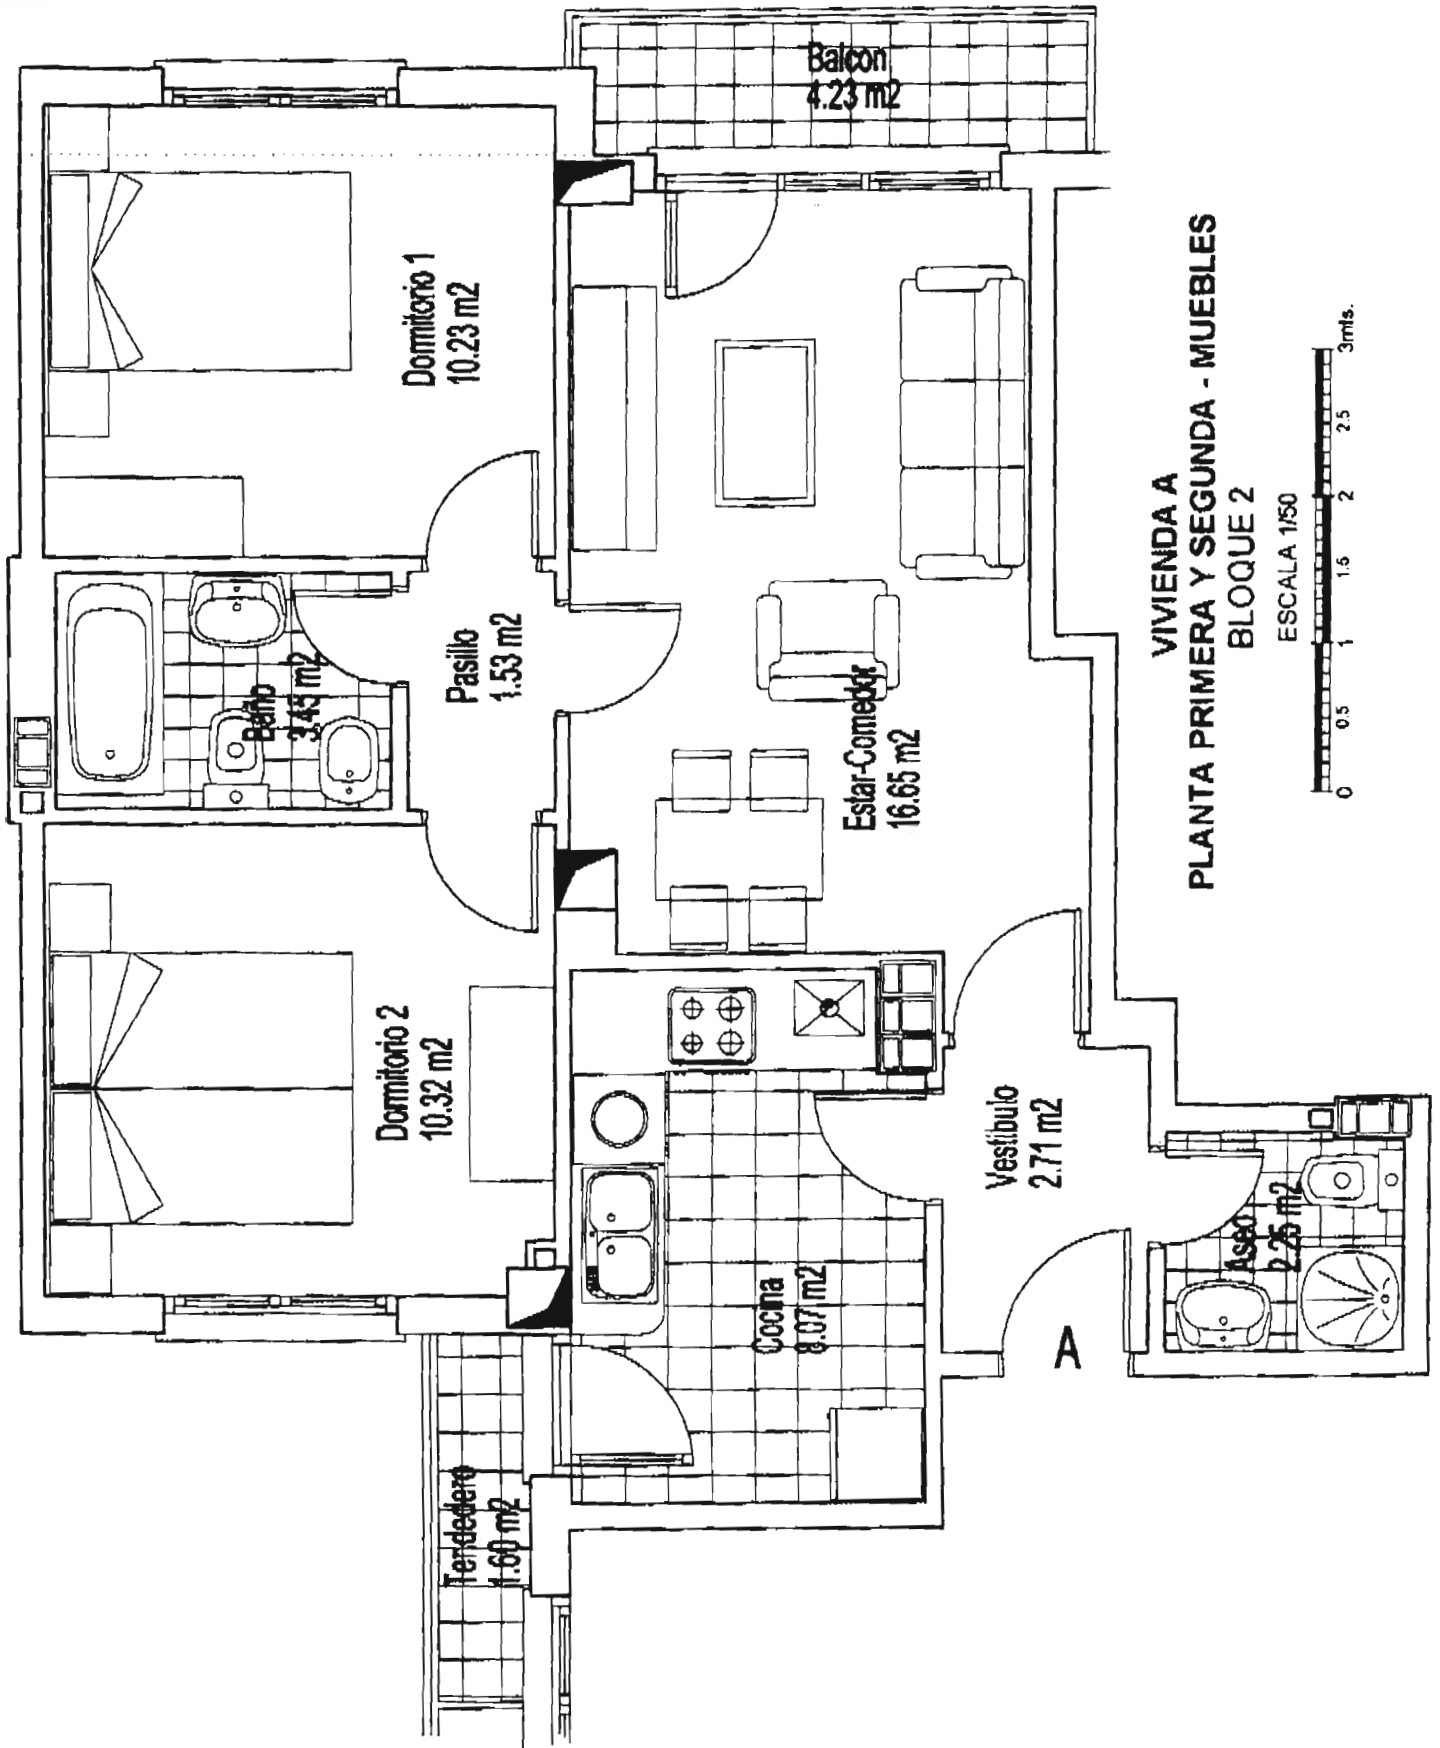 Balcon
4.23 m2
Dormitorio 1
10.23 m2
Baño
3.45 m2
Pasillo
1.53 m2
Estar-Comedor
16.65 m2
Dormitorio 2
10.32 m2
Vestibulo
2.71 m2
Cocina
8.07 m2
Aseo
2.25 m2
Tendedero
1.60 m2
A
VIVIENDA A
PLANTA PRIMERA Y SEGUNDA - MUEBLES
BLOQUE 2
ESCALA 1/50
0 0.5 1 1.5 2 2.5 3mts.